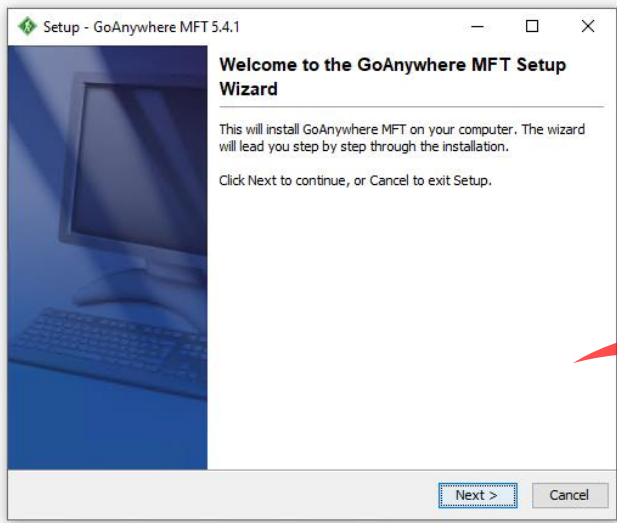 Setup - GoAnywhere MFT 5.4.1
Welcome to the GoAnywhere MFT Setup
Wizard
This will install GoAnywhere MFT on your computer. The wizard
will lead you step by step through the installation.
Click Next to continue, or Cancel to exit Setup.
Next >
Cancel